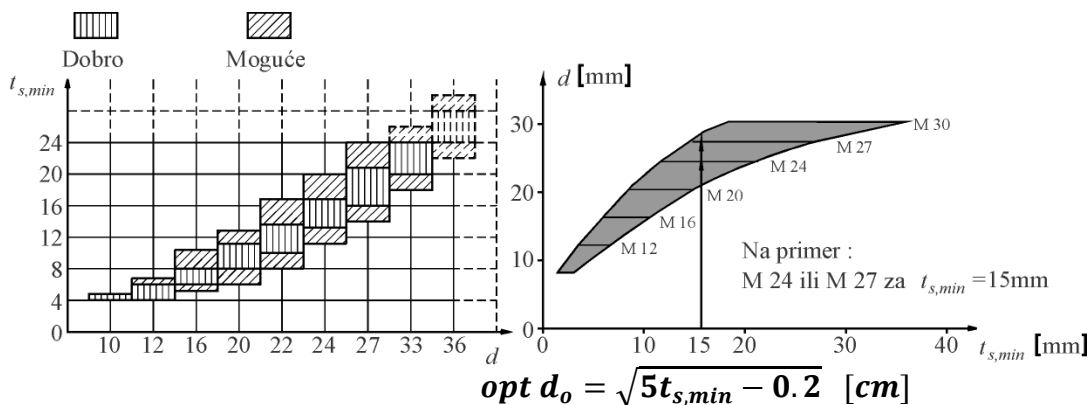 Dobro
Moguće
t_{s,min}
24
20
16
12
8
4
0
10 12 16 20 22 24 27 33 36 d
d [mm]
30
20
10
0
0 10 20 30 40 t_{s,min} [mm]
M 30
M 27
M 24
M 20
M 16
M 12
Na primer :
M 24 ili M 27 za t_{s,min} =15mm
opt d_o = √(5t_{s,min} − 0.2) [cm]